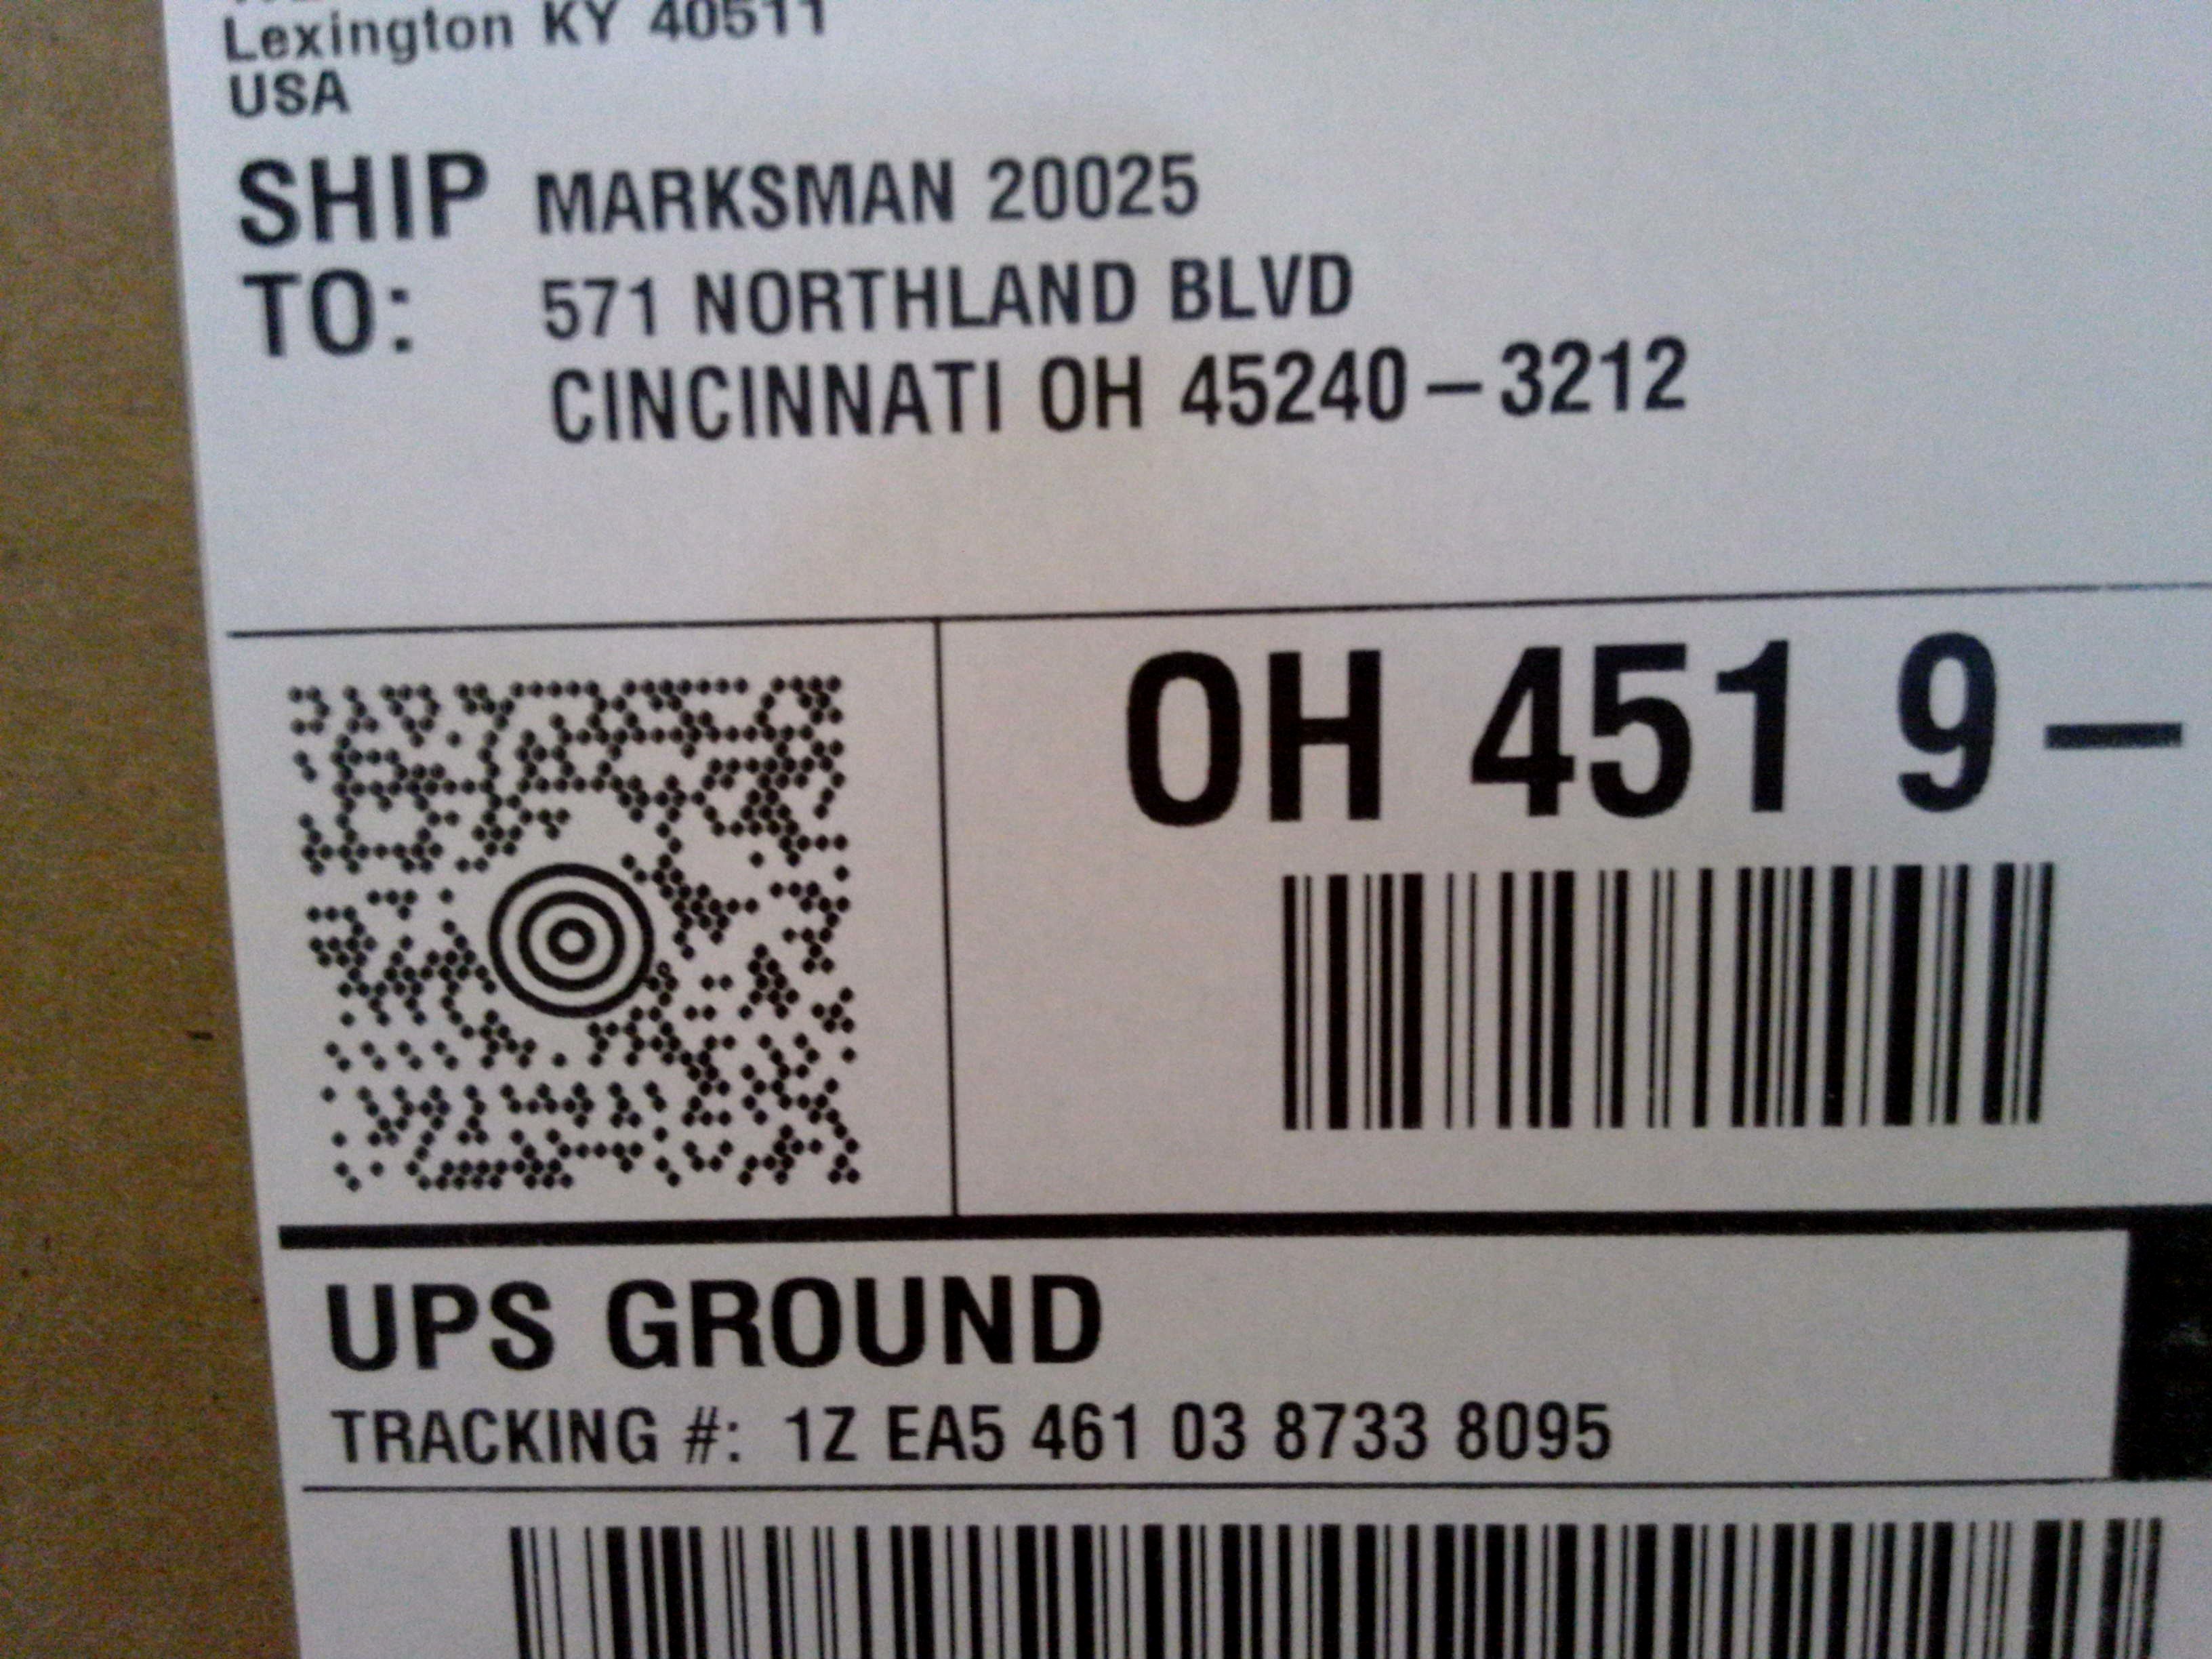 Lexington KY 40511
USA
SHIP TO: MARKSMAN 20025
571 NORTHLAND BLVD
CINCINNATI OH 45240-3212
OH 451 9-
UPS GROUND
TRACKING #: 1Z EA5 461 03 8733 8095